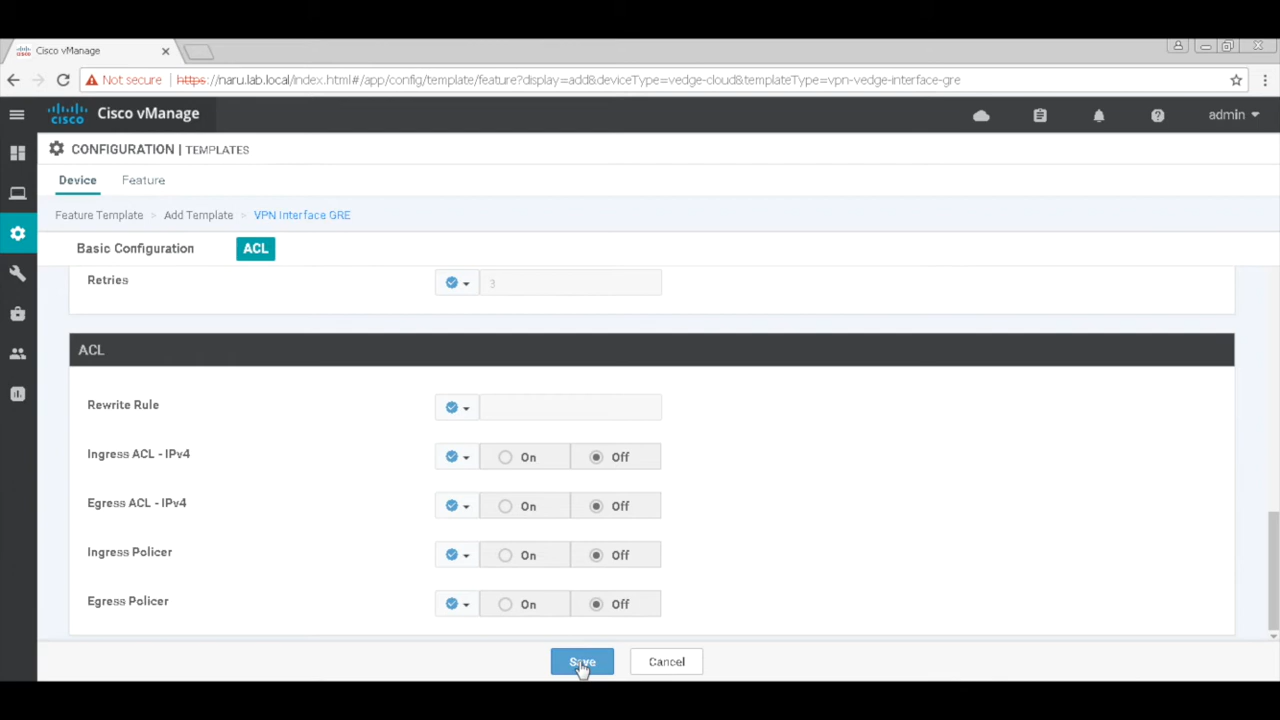 Cisco vManage
Not secure https://naru.lab.local/index.html#/app/config/template/feature?display=add&deviceType=vedge-cloud&templateType=vpn-vedge-interface-gre
CISCO Cisco vManage admin
CONFIGURATION | TEMPLATES
Device Feature
Feature Template > Add Template > VPN Interface GRE
Basic Configuration ACL
Retries 3
ACL
Rewrite Rule
Ingress ACL - IPv4 On Off
Egress ACL - IPv4 On Off
Ingress Policer On Off
Egress Policer On Off
Save Cancel